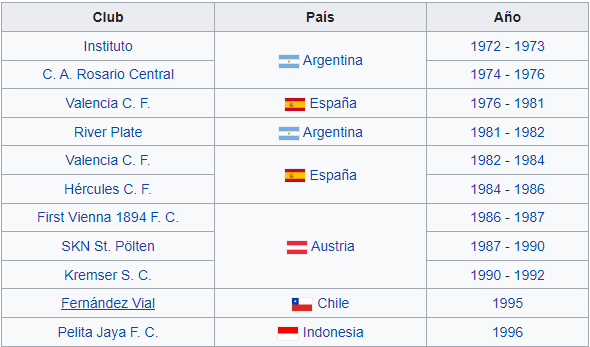 Club País Año
Instituto Argentina 1972 - 1973
C. A. Rosario Central 1974 - 1976
Valencia C. F. España 1976 - 1981
River Plate Argentina 1981 - 1982
Valencia C. F. España 1982 - 1984
Hércules C. F. 1984 - 1986
First Vienna 1894 F. C. Austria 1986 - 1987
SKN St. Pölten 1987 - 1990
Kremser S. C. 1990 - 1992
Fernández Vial Chile 1995
Pelita Jaya F. C. Indonesia 1996